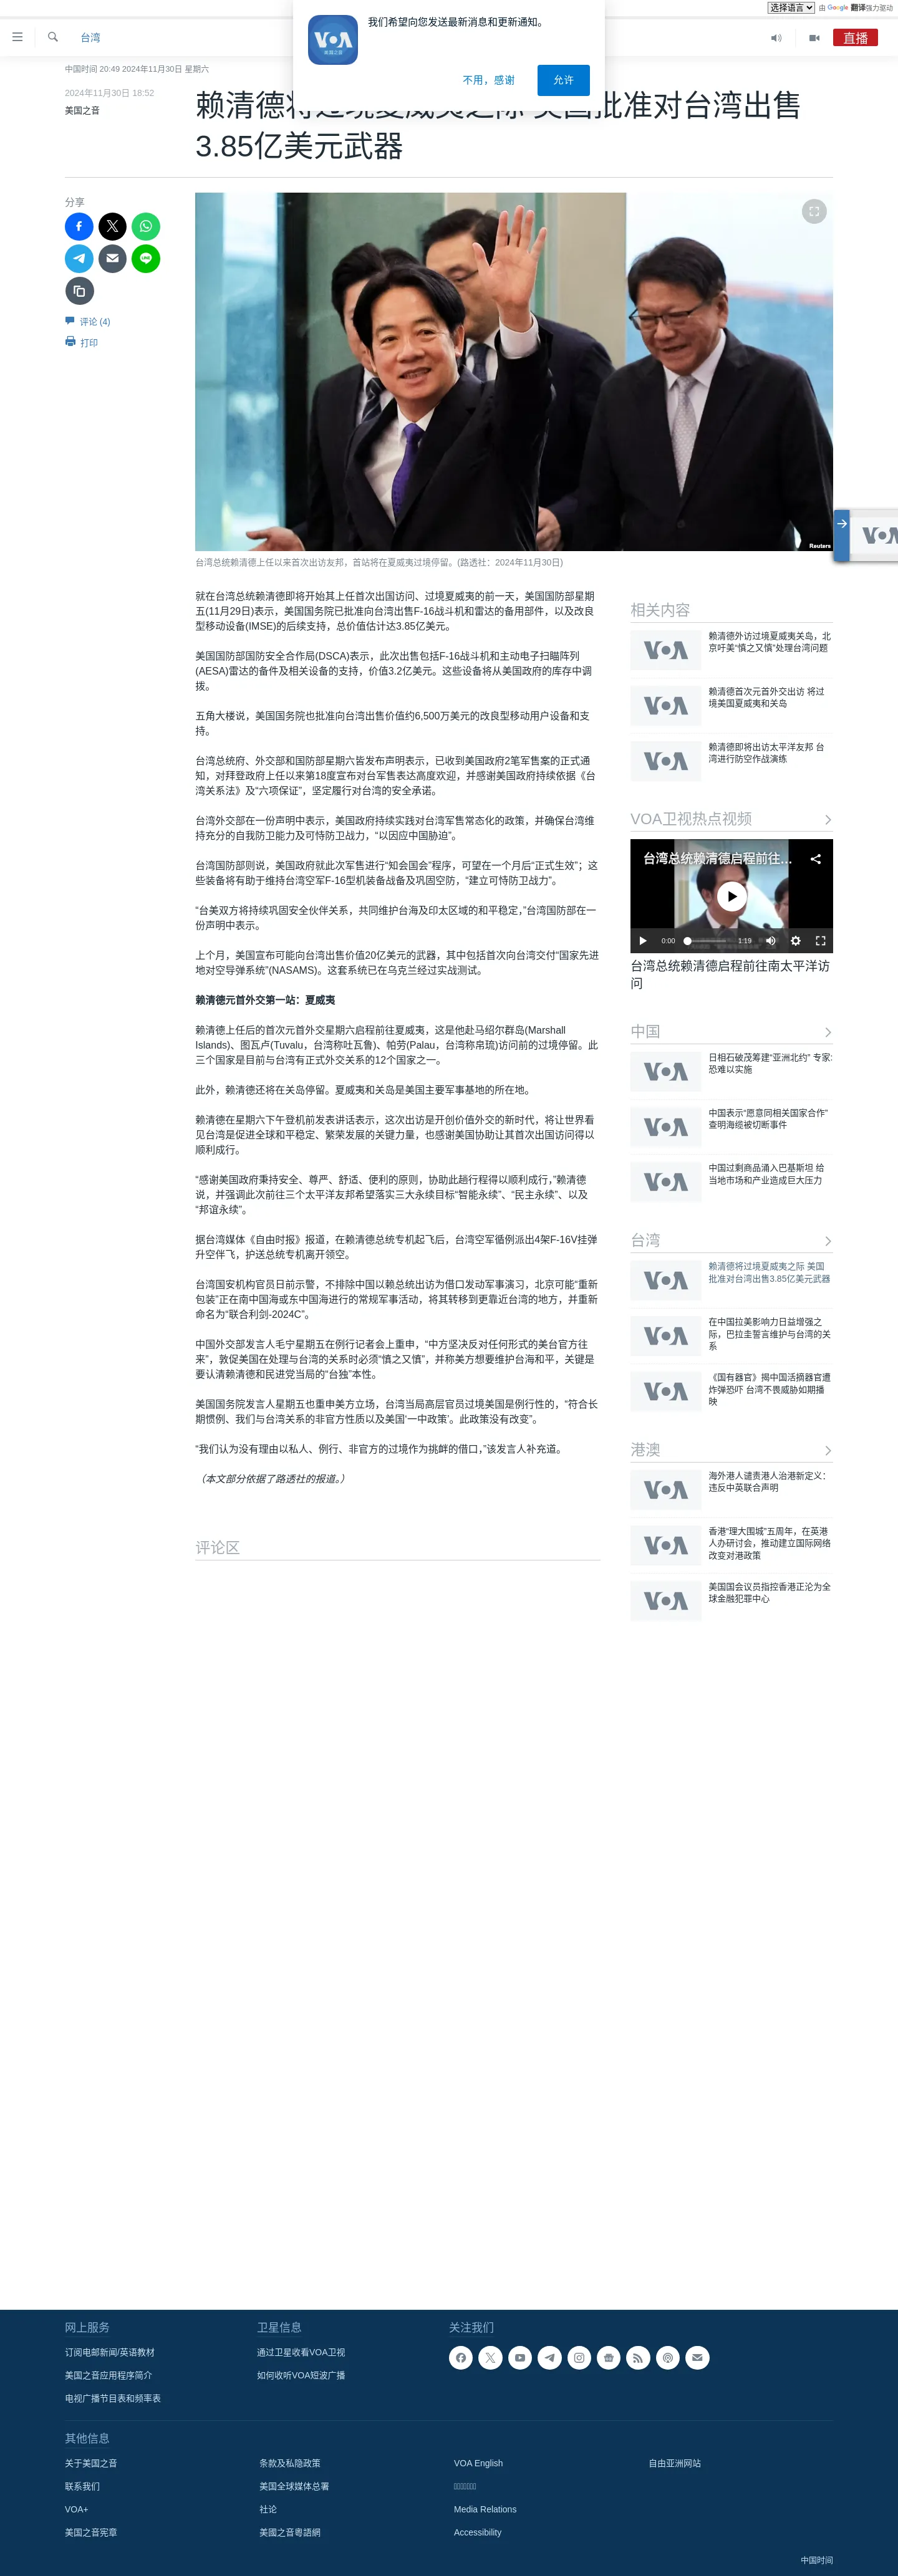 选择语言 由 Google 翻译强力驱动
我们希望向您发送最新消息和更新通知。
VOA
美国之音
不用，感谢 允许
台湾
直播
中国时间 20:49 2024年11月30日 星期六
2024年11月30日 18:52
美国之音
赖清德将过境夏威夷之际 美国批准对台湾出售
3.85亿美元武器
分享
评论 (4)
打印
Reuters
台湾总统赖清德上任以来首次出访友邦，首站将在夏威夷过境停留。(路透社：2024年11月30日)
就在台湾总统赖清德即将开始其上任首次出国访问、过境夏威夷的前一天，美国国防部星期
五(11月29日)表示，美国国务院已批准向台湾出售F-16战斗机和雷达的备用部件，以及改良
型移动设备(IMSE)的后续支持，总价值估计达3.85亿美元。
美国国防部国防安全合作局(DSCA)表示，此次出售包括F-16战斗机和主动电子扫瞄阵列
(AESA)雷达的备件及相关设备的支持，价值3.2亿美元。这些设备将从美国政府的库存中调
拨。
五角大楼说，美国国务院也批准向台湾出售价值约6,500万美元的改良型移动用户设备和支
持。
台湾总统府、外交部和国防部星期六皆发布声明表示，已收到美国政府2笔军售案的正式通
知，对拜登政府上任以来第18度宣布对台军售表达高度欢迎，并感谢美国政府持续依据《台
湾关系法》及“六项保证”，坚定履行对台湾的安全承诺。
台湾外交部在一份声明中表示，美国政府持续实践对台湾军售常态化的政策，并确保台湾维
持充分的自我防卫能力及可恃防卫战力，“以因应中国胁迫”。
台湾国防部则说，美国政府就此次军售进行“知会国会”程序，可望在一个月后“正式生效”；这
些装备将有助于维持台湾空军F-16型机装备战备及巩固空防，“建立可恃防卫战力”。
“台美双方将持续巩固安全伙伴关系，共同维护台海及印太区域的和平稳定，”台湾国防部在一
份声明中表示。
上个月，美国宣布可能向台湾出售价值20亿美元的武器，其中包括首次向台湾交付“国家先进
地对空导弹系统”(NASAMS)。这套系统已在乌克兰经过实战测试。
赖清德元首外交第一站：夏威夷
赖清德上任后的首次元首外交星期六启程前往夏威夷，这是他赴马绍尔群岛(Marshall
Islands)、图瓦卢(Tuvalu，台湾称吐瓦鲁)、帕劳(Palau，台湾称帛琉)访问前的过境停留。此
三个国家是目前与台湾有正式外交关系的12个国家之一。
此外，赖清德还将在关岛停留。夏威夷和关岛是美国主要军事基地的所在地。
赖清德在星期六下午登机前发表讲话表示，这次出访是开创价值外交的新时代，将让世界看
见台湾是促进全球和平稳定、繁荣发展的关键力量，也感谢美国协助让其首次出国访问得以
顺利成行。
“感谢美国政府秉持安全、尊严、舒适、便利的原则，协助此趟行程得以顺利成行，”赖清德
说，并强调此次前往三个太平洋友邦希望落实三大永续目标“智能永续”、“民主永续”、以及
“邦谊永续”。
据台湾媒体《自由时报》报道，在赖清德总统专机起飞后，台湾空军循例派出4架F-16V挂弹
升空伴飞，护送总统专机离开领空。
台湾国安机构官员日前示警，不排除中国以赖总统出访为借口发动军事演习，北京可能“重新
包装”正在南中国海或东中国海进行的常规军事活动，将其转移到更靠近台湾的地方，并重新
命名为“联合利剑-2024C”。
中国外交部发言人毛宁星期五在例行记者会上重申，“中方坚决反对任何形式的美台官方往
来”，敦促美国在处理与台湾的关系时必须“慎之又慎”，并称美方想要维护台海和平，关键是
要认清赖清德和民进党当局的“台独”本性。
美国国务院发言人星期五也重申美方立场，台湾当局高层官员过境美国是例行性的，“符合长
期惯例、我们与台湾关系的非官方性质以及美国‘一中政策’。此政策没有改变”。
“我们认为没有理由以私人、例行、非官方的过境作为挑衅的借口，”该发言人补充道。
（本文部分依据了路透社的报道。）
评论区
相关内容
VOA 赖清德外访过境夏威夷关岛，北
京吁美“慎之又慎”处理台湾问题
VOA 赖清德首次元首外交出访 将过
境美国夏威夷和关岛
VOA 赖清德即将出访太平洋友邦 台
湾进行防空作战演练
VOA卫视热点视频
台湾总统赖清德启程前往...
0:00 1:19
台湾总统赖清德启程前往南太平洋访
问
中国
VOA 日相石破茂筹建“亚洲北约” 专家:
恐难以实施
VOA 中国表示“愿意同相关国家合作”
查明海缆被切断事件
VOA 中国过剩商品涌入巴基斯坦 给
当地市场和产业造成巨大压力
台湾
VOA 赖清德将过境夏威夷之际 美国
批准对台湾出售3.85亿美元武器
VOA 在中国拉美影响力日益增强之
际，巴拉圭誓言维护与台湾的关
系
VOA 《国有器官》揭中国活摘器官遭
炸弹恐吓 台湾不畏威胁如期播
映
港澳
VOA 海外港人谴责港人治港新定义：
违反中英联合声明
VOA 香港“理大围城”五周年，在英港
人办研讨会，推动建立国际网络
改变对港政策
VOA 美国国会议员指控香港正沦为全
球金融犯罪中心
网上服务 卫星信息 关注我们
订阅电邮新闻/英语教材 通过卫星收看VOA卫视
美国之音应用程序简介 如何收听VOA短波广播
电视广播节目表和频率表
其他信息
关于美国之音 条款及私隐政策 VOA English 自由亚洲网站
联系我们 美国全球媒体总署
VOA+ 社论 Media Relations
美国之音宪章 美國之音粵語網 Accessibility
中国时间